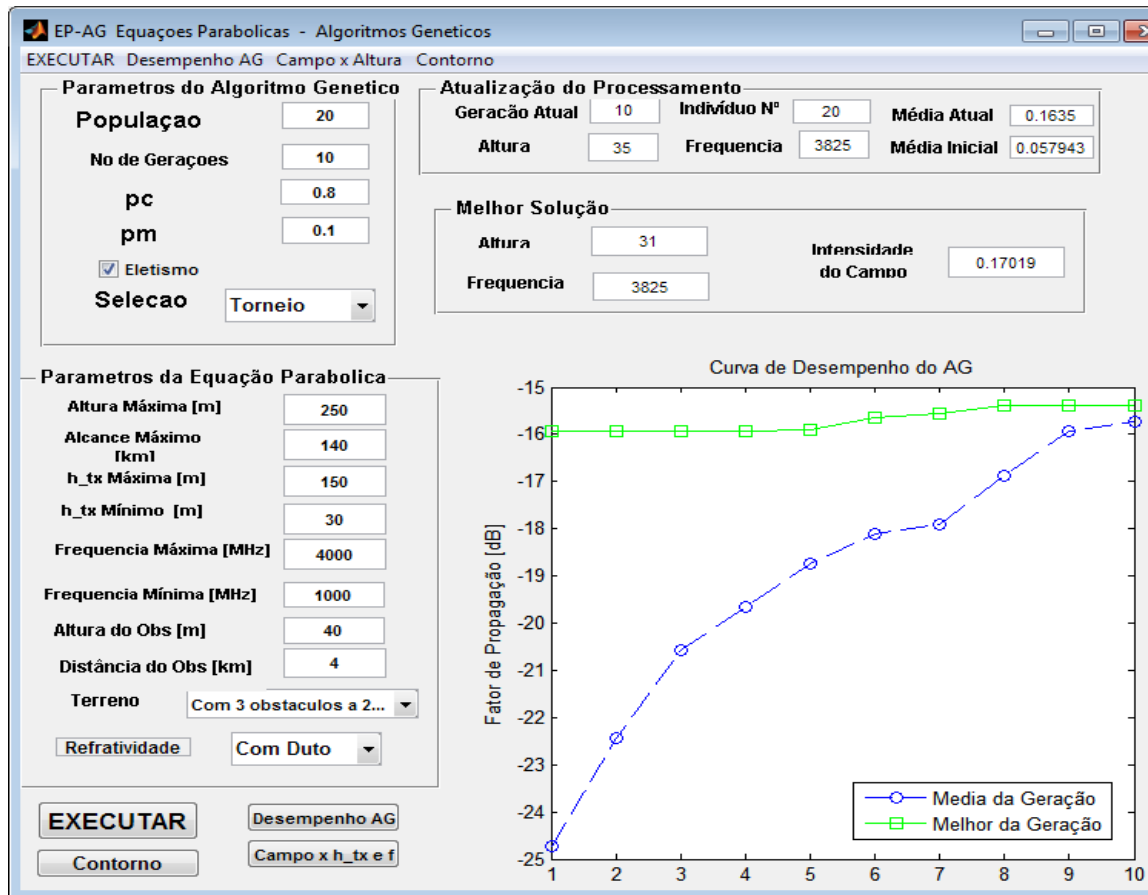 EP-AG Equaçoes Parabolicas - Algoritmos Geneticos
EXECUTAR Desempenho AG Campo x Altura Contorno
Parametros do Algoritmo Genetico
Populaçao 20
No de Geraçoes 10
pc 0.8
pm 0.1
Eletismo
Selecao Torneio
Atualização do Processamento
Geracão Atual 10 Indivíduo Nº 20 Média Atual 0.1635
Altura 35 Frequencia 3825 Média Inicial 0.057943
Melhor Solução
Altura 31
Frequencia 3825
Intensidade
do Campo 0.17019
Parametros da Equação Parabolica
Altura Máxima [m] 250
Alcance Máximo
[km] 140
h_tx Máxima [m] 150
h_tx Mínimo [m] 30
Frequencia Máxima [MHz] 4000
Frequencia Mínima [MHz] 1000
Altura do Obs [m] 40
Distância do Obs [km] 4
Terreno Com 3 obstaculos a 2...
Refratividade Com Duto
EXECUTAR
Contorno
Desempenho AG
Campo x h_tx e f
Curva de Desempenho do AG
Fator de Propagação [dB]
-15
-16
-17
-18
-19
-20
-21
-22
-23
-24
-25
1 2 3 4 5 6 7 8 9 10
Media da Geração
Melhor da Geração